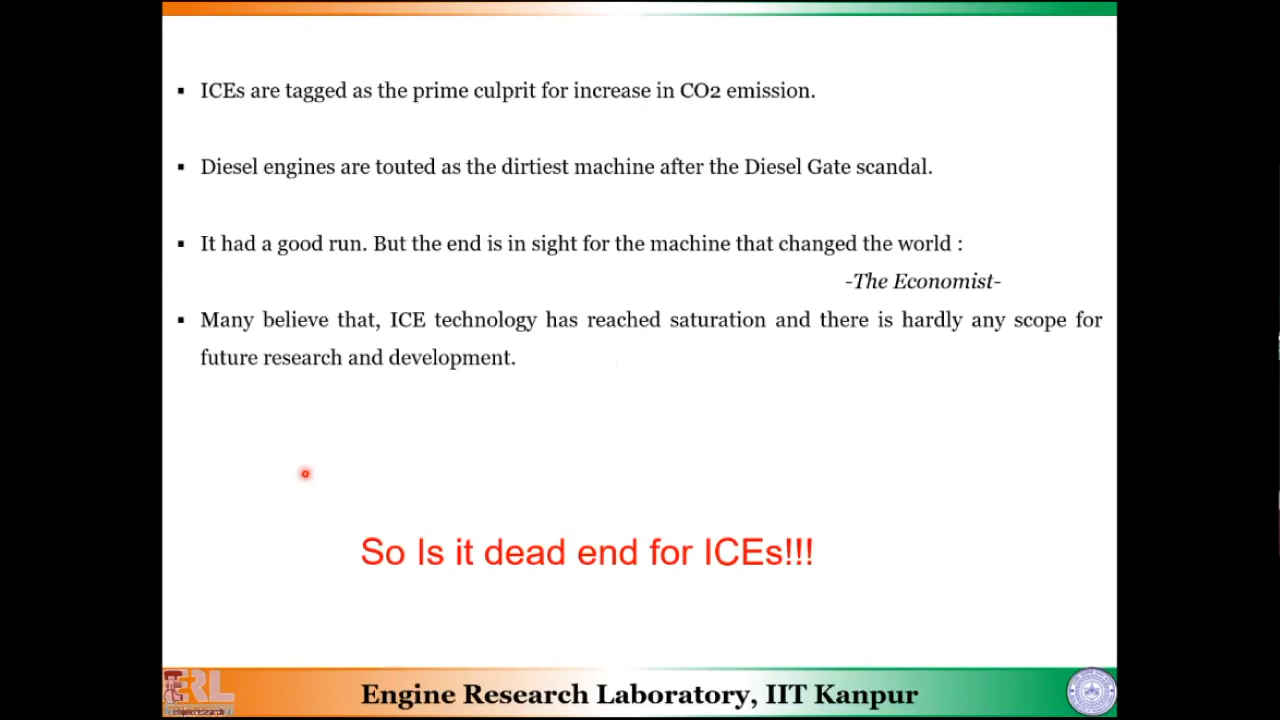 ▪ ICEs are tagged as the prime culprit for increase in CO2 emission.
▪ Diesel engines are touted as the dirtiest machine after the Diesel Gate scandal.
▪ It had a good run. But the end is in sight for the machine that changed the world :
-The Economist-
▪ Many believe that, ICE technology has reached saturation and there is hardly any scope for
future research and development.
So Is it dead end for ICEs!!!
ERL
Engine Research Laboratory, IIT Kanpur